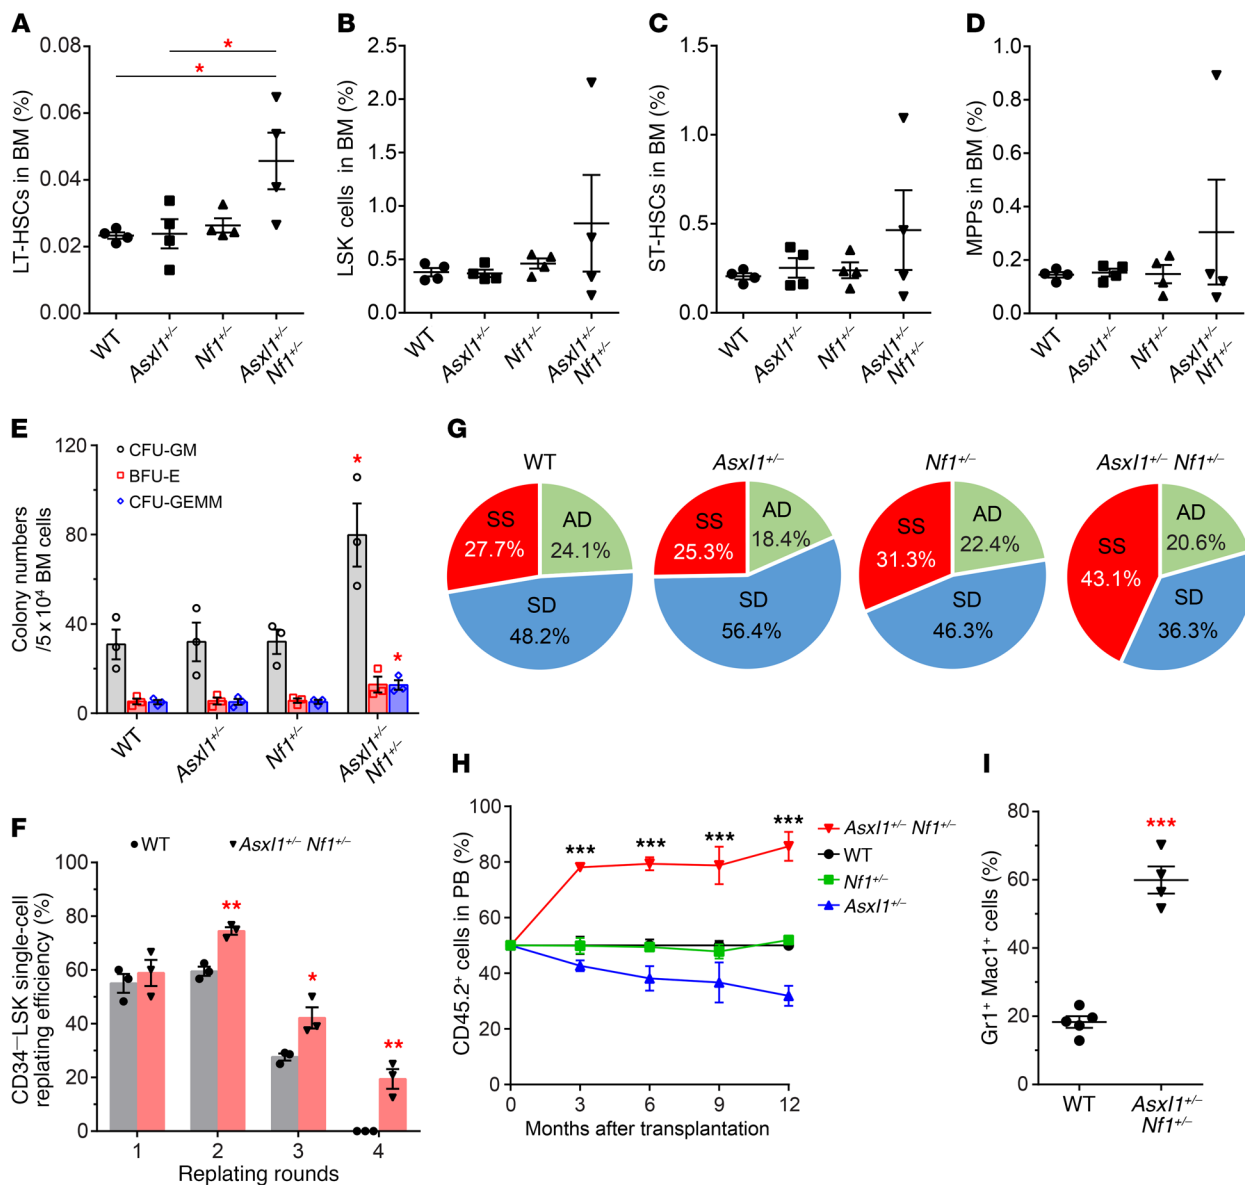 A
LT-HSCs in BM (%)
0.08
0.06
0.04
0.02
0.00
*
*
WT
Asxl1+/–
Nf1+/–
Asxl1+/–
Nf1+/–
B
LSK cells in BM (%)
2.5
2.0
1.5
1.0
0.5
0.0
WT
Asxl1+/–
Nf1+/–
Asxl1+/–
Nf1+/–
C
ST-HSCs in BM (%)
1.5
1.0
0.5
0.0
WT
Asxl1+/–
Nf1+/–
Asxl1+/–
Nf1+/–
D
MPPs in BM (%)
1.0
0.8
0.6
0.4
0.2
0.0
WT
Asxl1+/–
Nf1+/–
Asxl1+/–
Nf1+/–
E
Colony numbers
/5 x 10⁴ BM cells
120
80
40
0
CFU-GM
BFU-E
CFU-GEMM
*
*
WT
Asxl1+/–
Nf1+/–
Asxl1+/–
Nf1+/–
G
WT
SS
27.7%
AD
24.1%
SD
48.2%
Asxl1+/–
SS
25.3%
AD
18.4%
SD
56.4%
Nf1+/–
SS
31.3%
AD
22.4%
SD
46.3%
Asxl1+/– Nf1+/–
SS
43.1%
AD
20.6%
SD
36.3%
F
WT
Asxl1+/– Nf1+/–
CD34—LSK single-cell
replating efficiency (%)
100
80
60
40
20
0
**
*
**
1 2 3 4
Replating rounds
H
CD45.2+ cells in PB (%)
100
80
60
40
20
0
*** *** *** ***
Asxl1+/– Nf1+/–
WT
Nf1+/–
Asxl1+/–
0 3 6 9 12
Months after transplantation
I
Gr1+ Mac1+ cells (%)
80
60
40
20
0
***
WT
Asxl1+/–
Nf1+/–